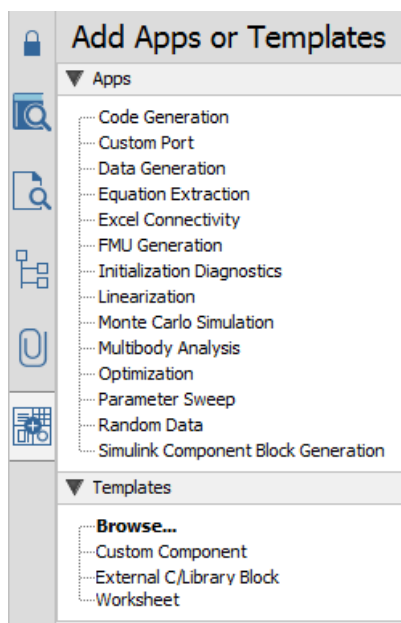 Add Apps or Templates
Apps
Code Generation
Custom Port
Data Generation
Equation Extraction
Excel Connectivity
FMU Generation
Initialization Diagnostics
Linearization
Monte Carlo Simulation
Multibody Analysis
Optimization
Parameter Sweep
Random Data
Simulink Component Block Generation
Templates
Browse...
Custom Component
External C/Library Block
Worksheet